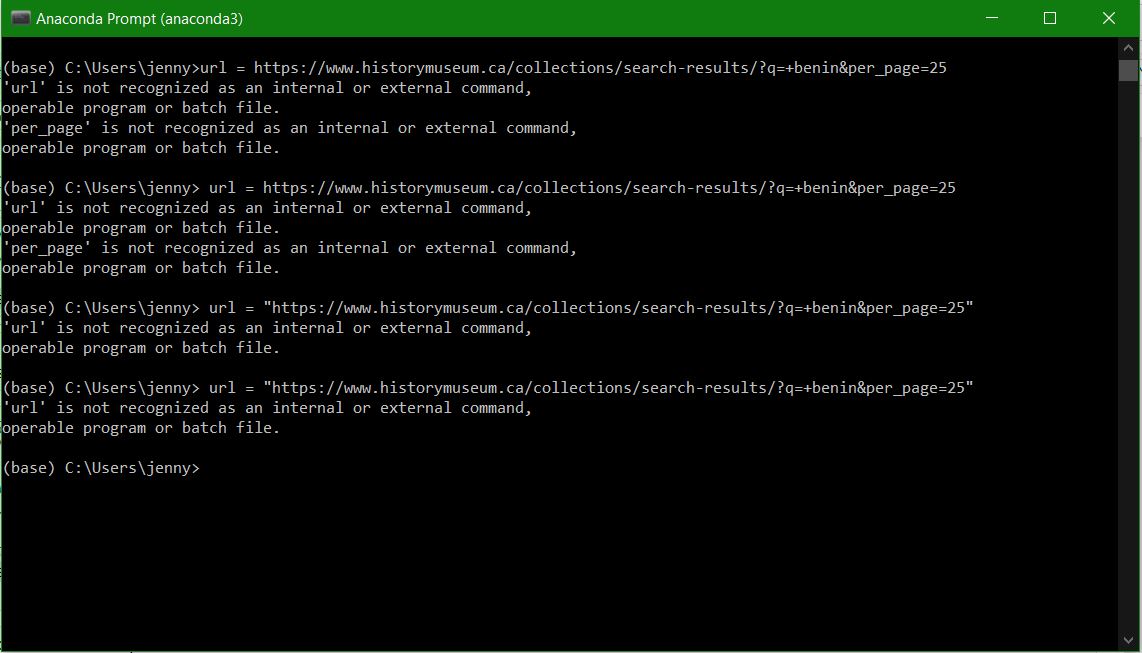 Anaconda Prompt (anaconda3)
(base) C:\Users\jenny>url = https://www.historymuseum.ca/collections/search-results/?q=+benin&per_page=25
'url' is not recognized as an internal or external command,
operable program or batch file.
'per_page' is not recognized as an internal or external command,
operable program or batch file.
(base) C:\Users\jenny> url = https://www.historymuseum.ca/collections/search-results/?q=+benin&per_page=25
'url' is not recognized as an internal or external command,
operable program or batch file.
'per_page' is not recognized as an internal or external command,
operable program or batch file.
(base) C:\Users\jenny> url = "https://www.historymuseum.ca/collections/search-results/?q=+benin&per_page=25"
'url' is not recognized as an internal or external command,
operable program or batch file.
(base) C:\Users\jenny> url = "https://www.historymuseum.ca/collections/search-results/?q=+benin&per_page=25"
'url' is not recognized as an internal or external command,
operable program or batch file.
(base) C:\Users\jenny>